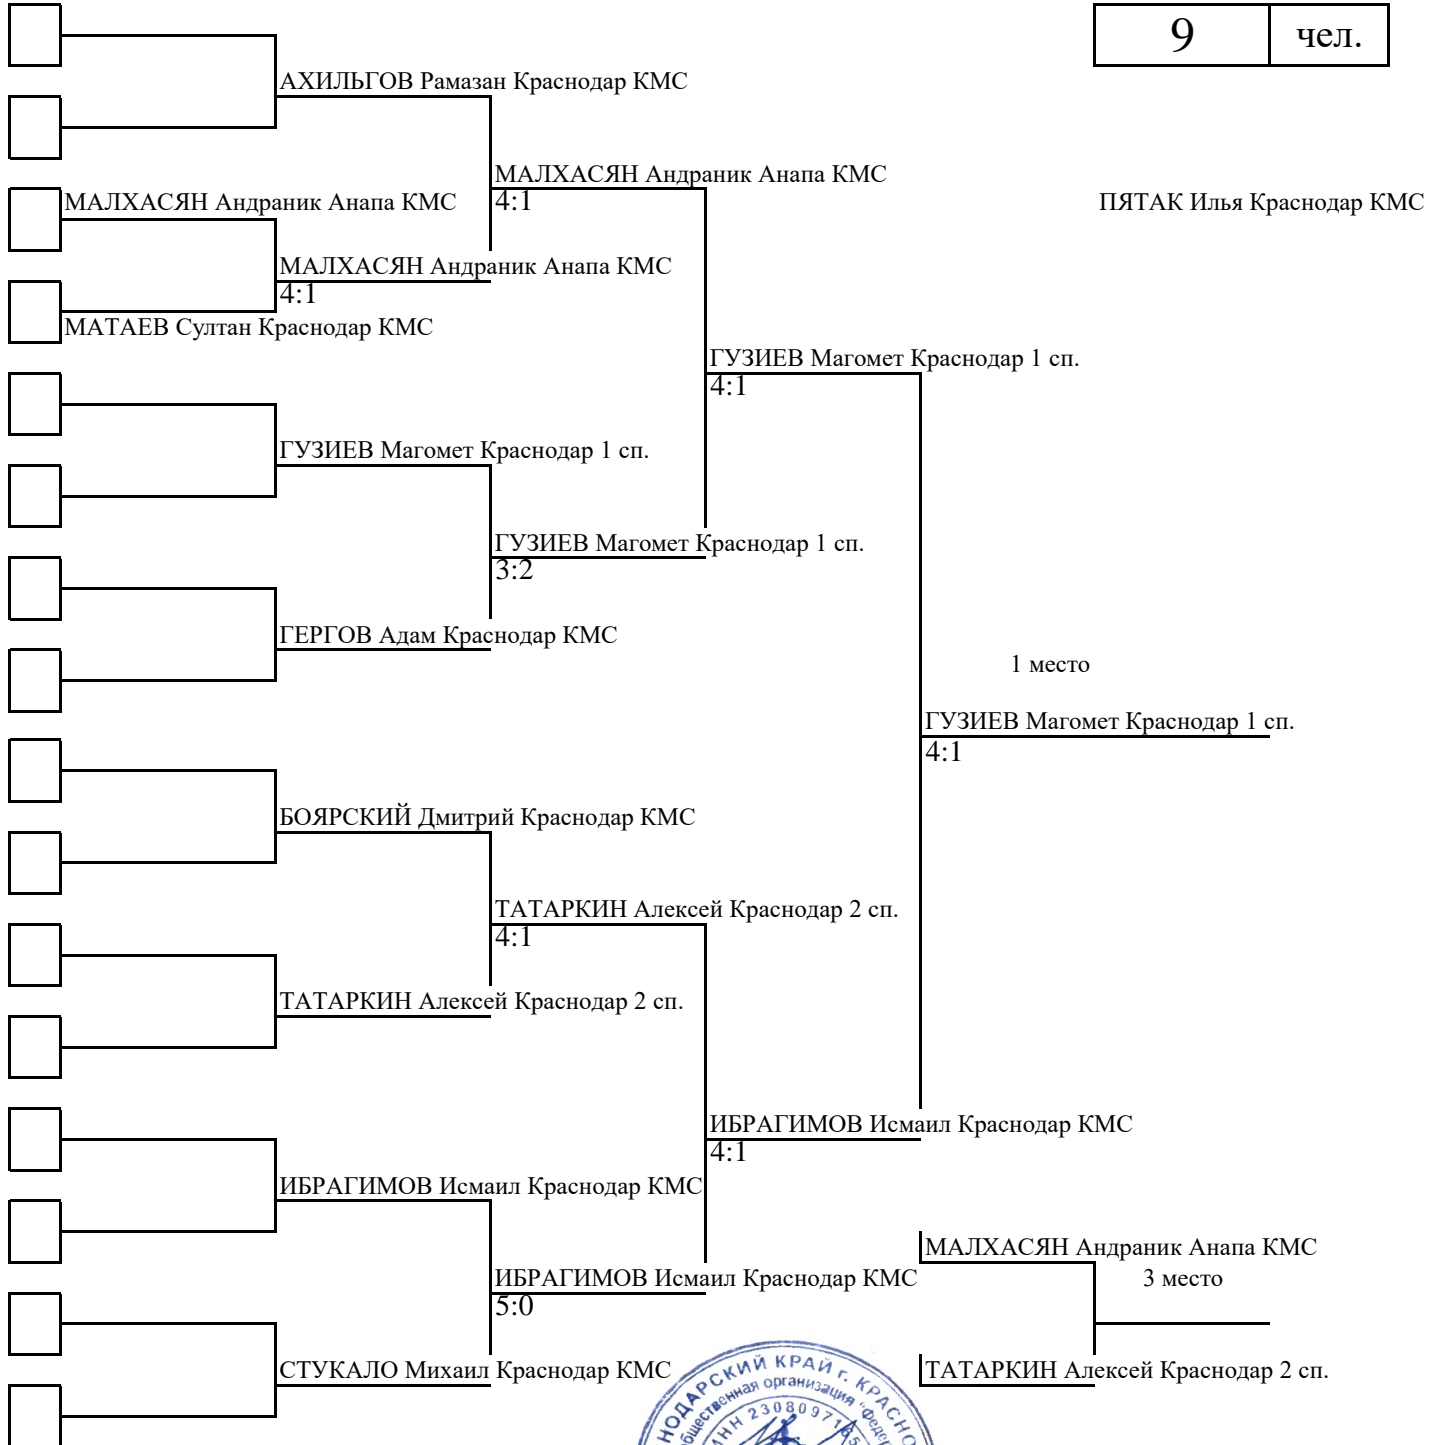 9 чел.
АХИЛЬГОВ Рамазан Краснодар КМС
МАЛХАСЯН Андраник Анапа КМС
4:1
МАЛХАСЯН Андраник Анапа КМС
ПЯТАК Илья Краснодар КМС
МАЛХАСЯН Андраник Анапа КМС
4:1
МАТАЕВ Султан Краснодар КМС
ГУЗИЕВ Магомет Краснодар 1 сп.
4:1
ГУЗИЕВ Магомет Краснодар 1 сп.
ГУЗИЕВ Магомет Краснодар 1 сп.
3:2
ГЕРГОВ Адам Краснодар КМС
1 место
ГУЗИЕВ Магомет Краснодар 1 сп.
4:1
БОЯРСКИЙ Дмитрий Краснодар КМС
ТАТАРКИН Алексей Краснодар 2 сп.
4:1
ТАТАРКИН Алексей Краснодар 2 сп.
ИБРАГИМОВ Исмаил Краснодар КМС
4:1
ИБРАГИМОВ Исмаил Краснодар КМС
МАЛХАСЯН Андраник Анапа КМС
ИБРАГИМОВ Исмаил Краснодар КМС
5:0
3 место
СТУКАЛО Михаил Краснодар КМС
ТАТАРКИН Алексей Краснодар 2 сп.
КРАЙ г.
организация
ИНН